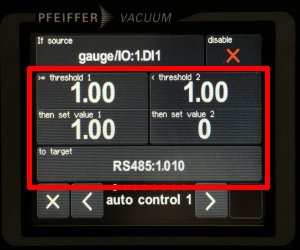 PFEIFFER VACUUM
If source disable
gauge/IO:1.DI1
>= threshold 1 < threshold 2
1.00 1.00
then set value 1 then set value 2
1.00 0
to target
RS485:1.010
auto control 1